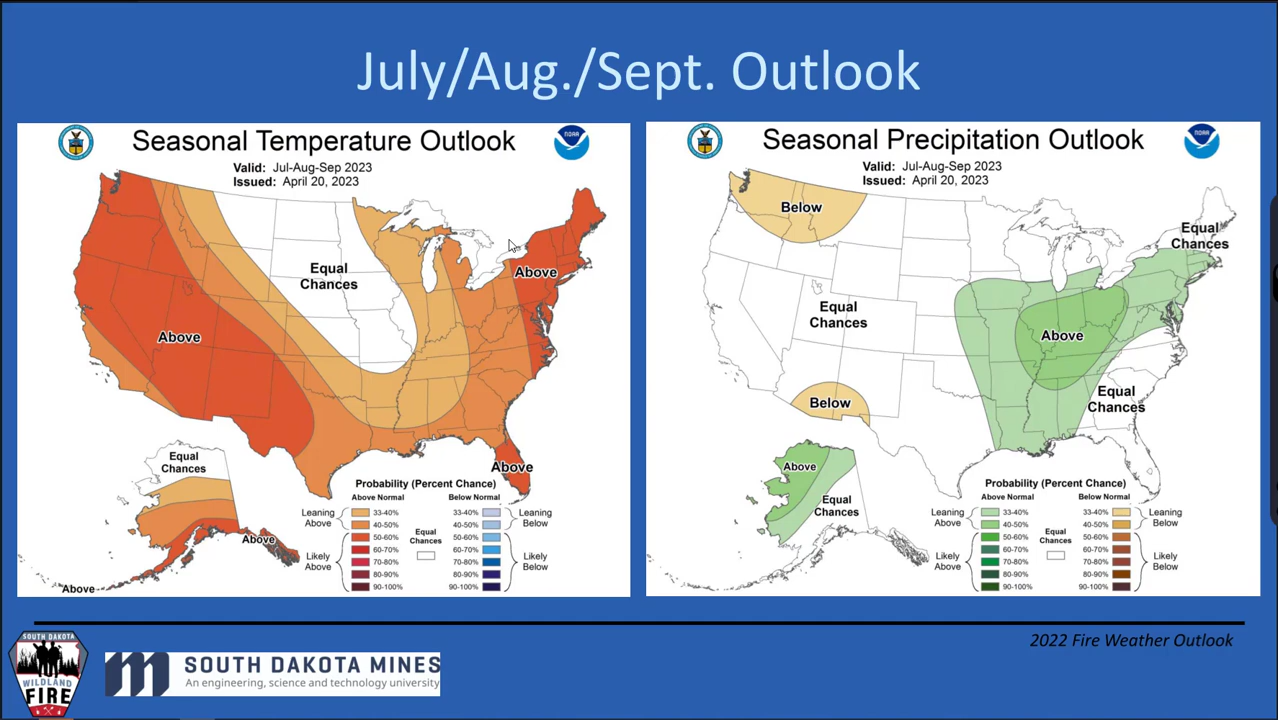 July/Aug./Sept. Outlook
Seasonal Temperature Outlook
NOAA
Valid: Jul-Aug-Sep 2023
Issued: April 20, 2023
Equal
Chances
Above
Above
Above
Equal
Chances
Above
Above
Probability (Percent Chance)
Above Normal
Below Normal
Leaning
Above
33-40%
40-50%
Likely
Above
50-60%
60-70%
70-80%
80-90%
90-100%
Equal
Chances
33-40%
40-50%
Leaning
Below
50-60%
60-70%
70-80%
80-90%
90-100%
Likely
Below
Seasonal Precipitation Outlook
NOAA
Valid: Jul-Aug-Sep 2023
Issued: April 20, 2023
Below
Equal
Chances
Equal
Chances
Above
Below
Equal
Chances
Above
Equal
Chances
Probability (Percent Chance)
Above Normal
Below Normal
Leaning
Above
33-40%
40-50%
Likely
Above
50-60%
60-70%
70-80%
80-90%
90-100%
Equal
Chances
33-40%
40-50%
Leaning
Below
50-60%
60-70%
70-80%
80-90%
90-100%
Likely
Below
2022 Fire Weather Outlook
SOUTH DAKOTA
WILDLAND
FIRE
SOUTH DAKOTA MINES
An engineering, science and technology university